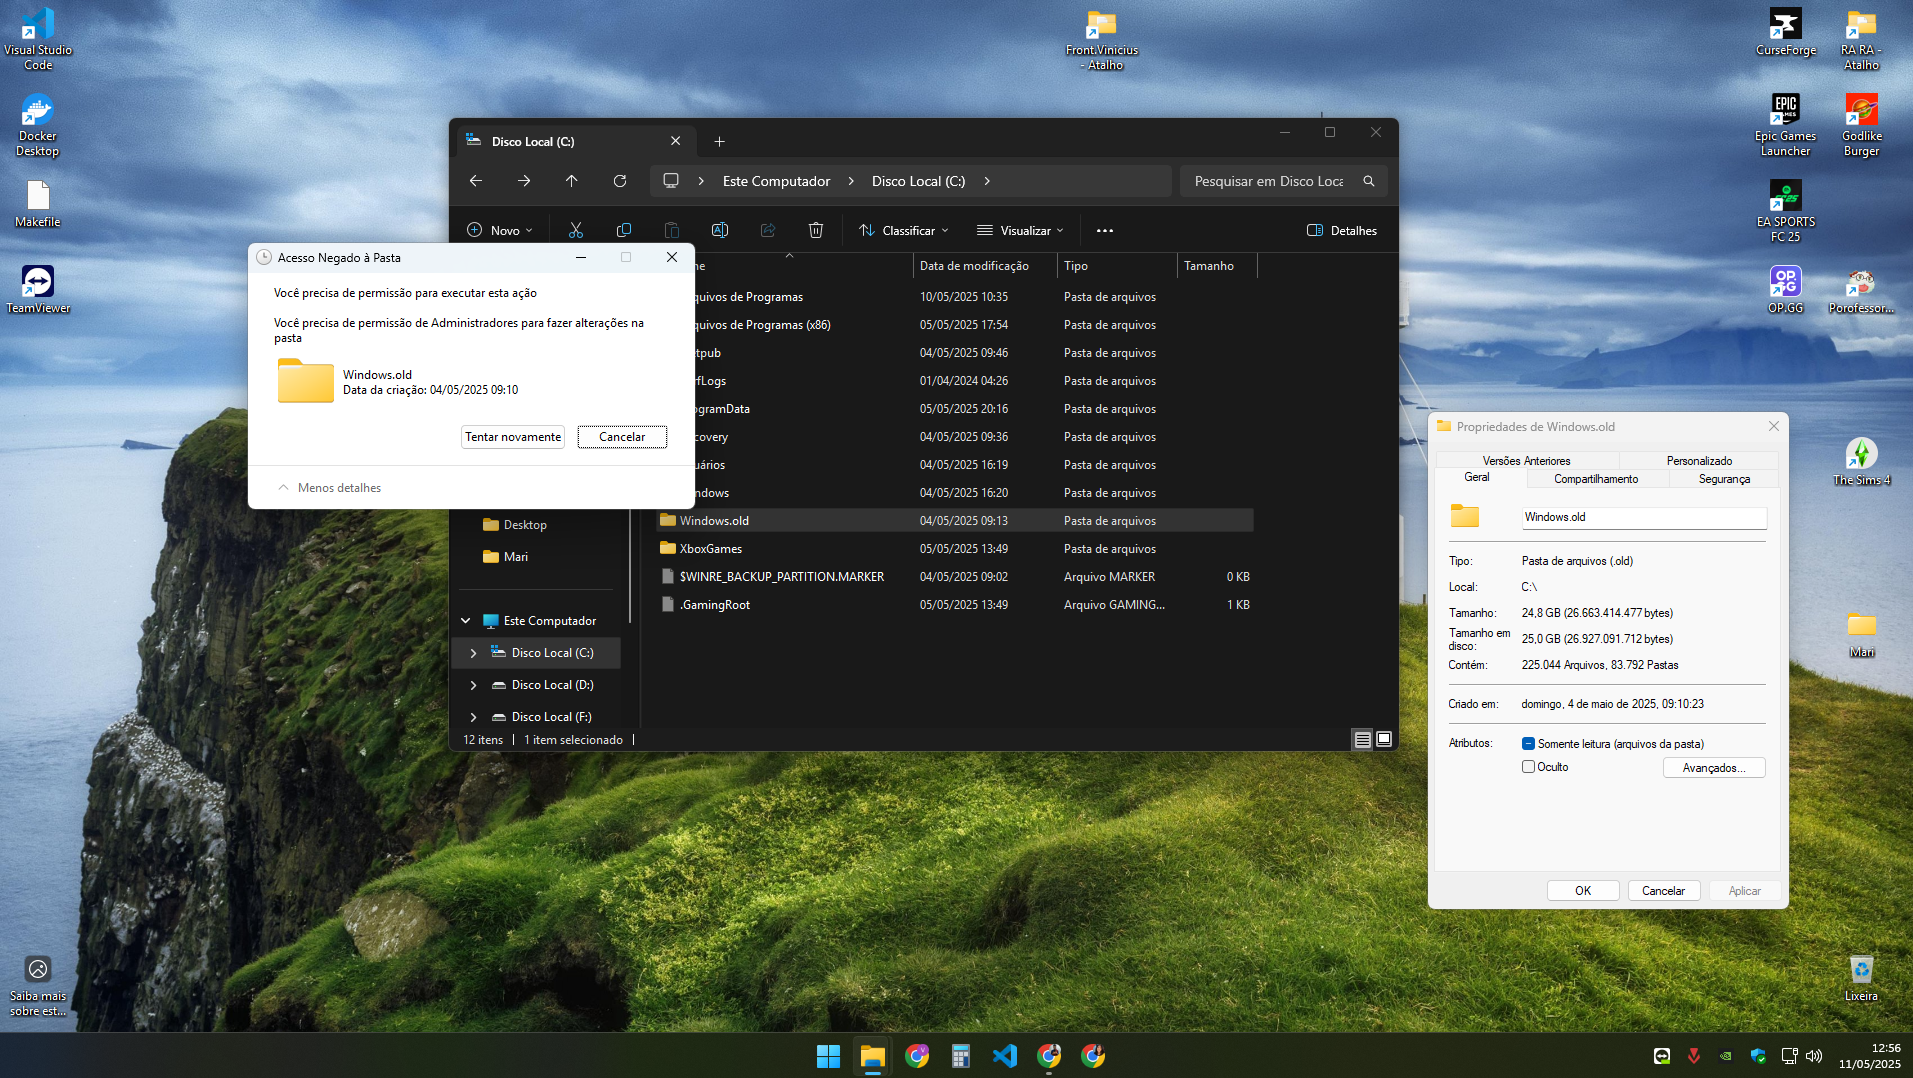 Visual Studio
Code
Docker
Desktop
Makefile
TeamViewer
Saiba mais
sobre est...
Front.Vinicius
- Atalho
CurseForge
RA RA -
Atalho
EPIC
GAMES
Epic Games
Launcher
Godlike
Burger
EA SPORTS
FC 25
OP.GG
Porofessor...
The Sims 4
Mari
Lixeira
Disco Local (C:)
Este Computador
Disco Local (C:)
Pesquisar em Disco Loca
Novo
Classificar
Visualizar
Detalhes
me
Data de modificação
Tipo
Tamanho
quivos de Programas
10/05/2025 10:35
Pasta de arquivos
quivos de Programas (x86)
05/05/2025 17:54
Pasta de arquivos
tpub
04/05/2025 09:46
Pasta de arquivos
rfLogs
01/04/2024 04:26
Pasta de arquivos
ogramData
05/05/2025 20:16
Pasta de arquivos
covery
04/05/2025 09:36
Pasta de arquivos
uários
04/05/2025 16:19
Pasta de arquivos
ndows
04/05/2025 16:20
Pasta de arquivos
Windows.old
04/05/2025 09:13
Pasta de arquivos
XboxGames
05/05/2025 13:49
Pasta de arquivos
$WINRE_BACKUP_PARTITION.MARKER
04/05/2025 09:02
Arquivo MARKER
0 KB
.GamingRoot
05/05/2025 13:49
Arquivo GAMING...
1 KB
Desktop
Mari
Este Computador
Disco Local (C:)
Disco Local (D:)
Disco Local (F:)
12 itens
1 item selecionado
Acesso Negado à Pasta
Você precisa de permissão para executar esta ação
Você precisa de permissão de Administradores para fazer alterações na
pasta
Windows.old
Data da criação: 04/05/2025 09:10
Tentar novamente
Cancelar
Menos detalhes
Propriedades de Windows.old
Versões Anteriores
Personalizado
Geral
Compartilhamento
Segurança
Windows.old
Tipo:
Pasta de arquivos (.old)
Local:
C:\
Tamanho:
24,8 GB (26.663.414.477 bytes)
Tamanho em
disco:
25,0 GB (26.927.091.712 bytes)
Contém:
225.044 Arquivos, 83.792 Pastas
Criado em:
domingo, 4 de maio de 2025, 09:10:23
Atributos:
Somente leitura (arquivos da pasta)
Oculto
Avançados...
OK
Cancelar
Aplicar
12:56
11/05/2025